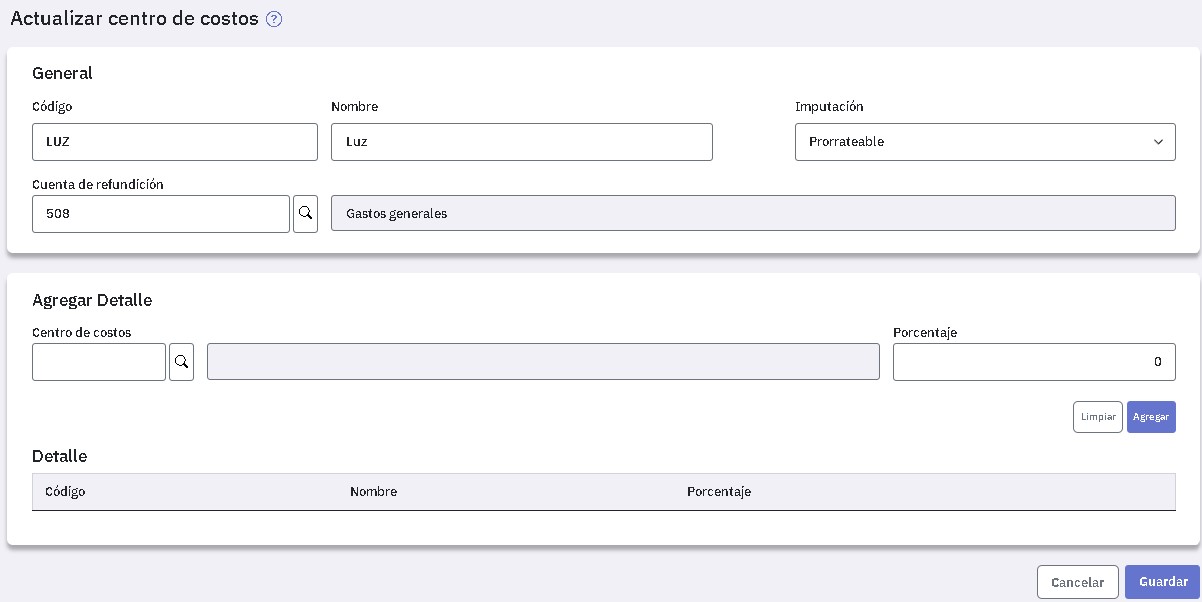 Actualizar centro de costos ?
General
Código Nombre Imputación
LUZ Luz Prorrateable
Cuenta de refundición
508 Gastos generales
Agregar Detalle
Centro de costos Porcentaje
0
Limpiar Agregar
Detalle
Código Nombre Porcentaje
Cancelar Guardar